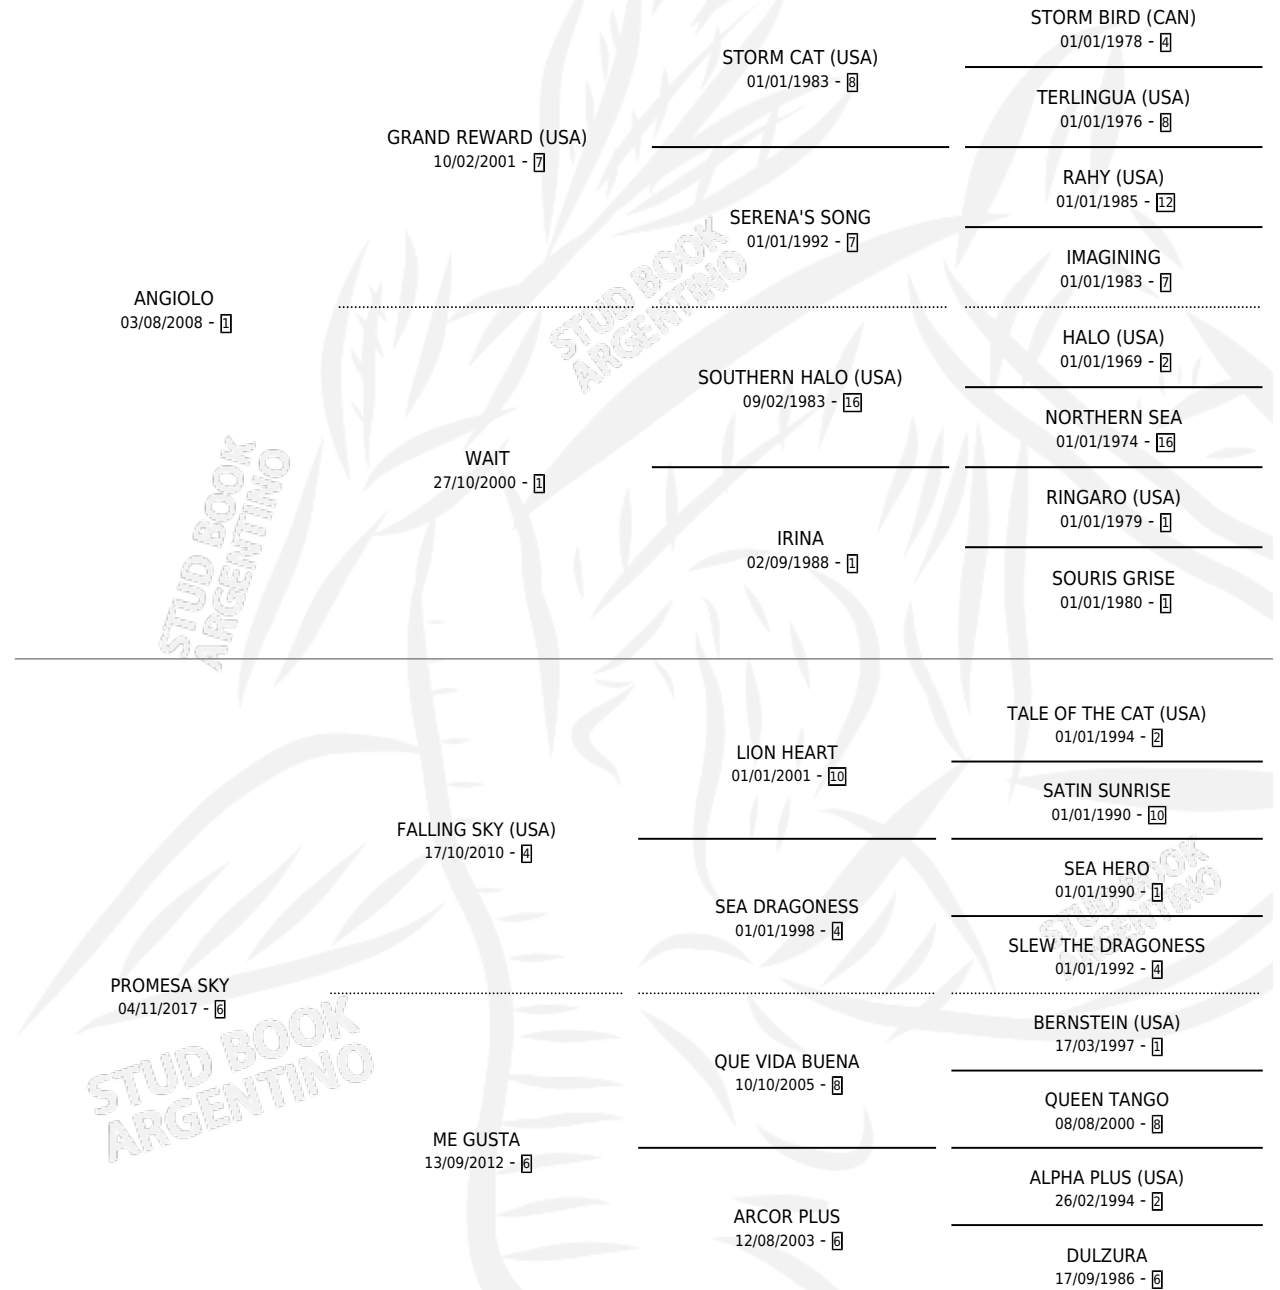 STORM BIRD (CAN)
01/01/1978 - 4
STORM CAT (USA)
01/01/1983 - 8
TERLINGUA (USA)
01/01/1976 - 8
GRAND REWARD (USA)
10/02/2001 - 7
RAHY (USA)
01/01/1985 - 12
SERENA'S SONG
01/01/1992 - 7
IMAGINING
01/01/1983 - 7
ANGIOLO
03/08/2008 - 1
HALO (USA)
01/01/1969 - 2
SOUTHERN HALO (USA)
09/02/1983 - 16
NORTHERN SEA
01/01/1974 - 16
WAIT
27/10/2000 - 1
RINGARO (USA)
01/01/1979 - 1
IRINA
02/09/1988 - 1
SOURIS GRISE
01/01/1980 - 1
TALE OF THE CAT (USA)
01/01/1994 - 2
LION HEART
01/01/2001 - 10
SATIN SUNRISE
01/01/1990 - 10
FALLING SKY (USA)
17/10/2010 - 4
SEA HERO
01/01/1990 - 1
SEA DRAGONESS
01/01/1998 - 4
SLEW THE DRAGONESS
01/01/1992 - 4
PROMESA SKY
04/11/2017 - 6
BERNSTEIN (USA)
17/03/1997 - 1
QUE VIDA BUENA
10/10/2005 - 8
QUEEN TANGO
08/08/2000 - 8
ME GUSTA
13/09/2012 - 6
ALPHA PLUS (USA)
26/02/1994 - 2
ARCOR PLUS
12/08/2003 - 6
DULZURA
17/09/1986 - 6
STUD BOOK
ARGENTINO
STUD BOOK
ARGENTINO
STUD BOOK
ARGENTINO
STUD BOOK
ARGENTINO